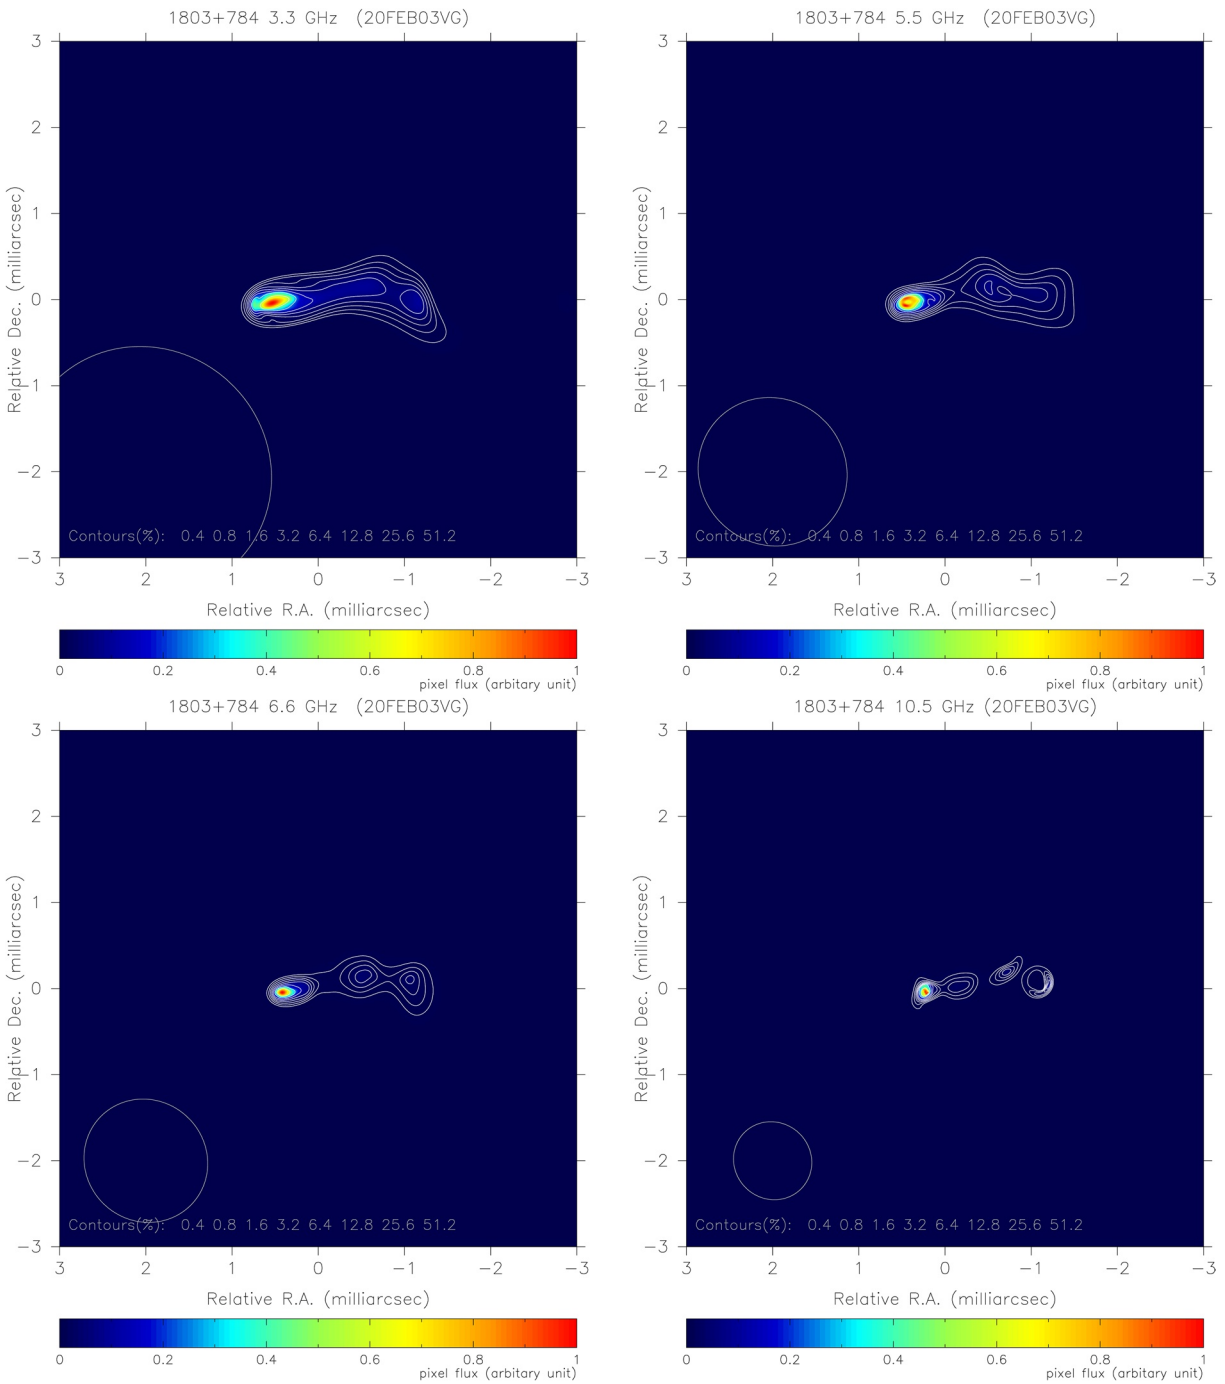 1803+784 3.3 GHz (20FEB03VG)
3
2
1
0
−1
−2
−3
Relative Dec. (milliarcsec)
Contours(%): 0.4 0.8 1.6 3.2 6.4 12.8 25.6 51.2
3 2 1 0 −1 −2 −3
Relative R.A. (milliarcsec)
0 0.2 0.4 0.6 0.8 1
pixel flux (arbitary unit)
1803+784 5.5 GHz (20FEB03VG)
3
2
1
0
−1
−2
−3
Relative Dec. (milliarcsec)
Contours(%): 0.4 0.8 1.6 3.2 6.4 12.8 25.6 51.2
3 2 1 0 −1 −2 −3
Relative R.A. (milliarcsec)
0 0.2 0.4 0.6 0.8 1
pixel flux (arbitary unit)
1803+784 6.6 GHz (20FEB03VG)
3
2
1
0
−1
−2
−3
Relative Dec. (milliarcsec)
Contours(%): 0.4 0.8 1.6 3.2 6.4 12.8 25.6 51.2
3 2 1 0 −1 −2 −3
Relative R.A. (milliarcsec)
0 0.2 0.4 0.6 0.8 1
pixel flux (arbitary unit)
1803+784 10.5 GHz (20FEB03VG)
3
2
1
0
−1
−2
−3
Relative Dec. (milliarcsec)
Contours(%): 0.4 0.8 1.6 3.2 6.4 12.8 25.6 51.2
3 2 1 0 −1 −2 −3
Relative R.A. (milliarcsec)
0 0.2 0.4 0.6 0.8 1
pixel flux (arbitary unit)